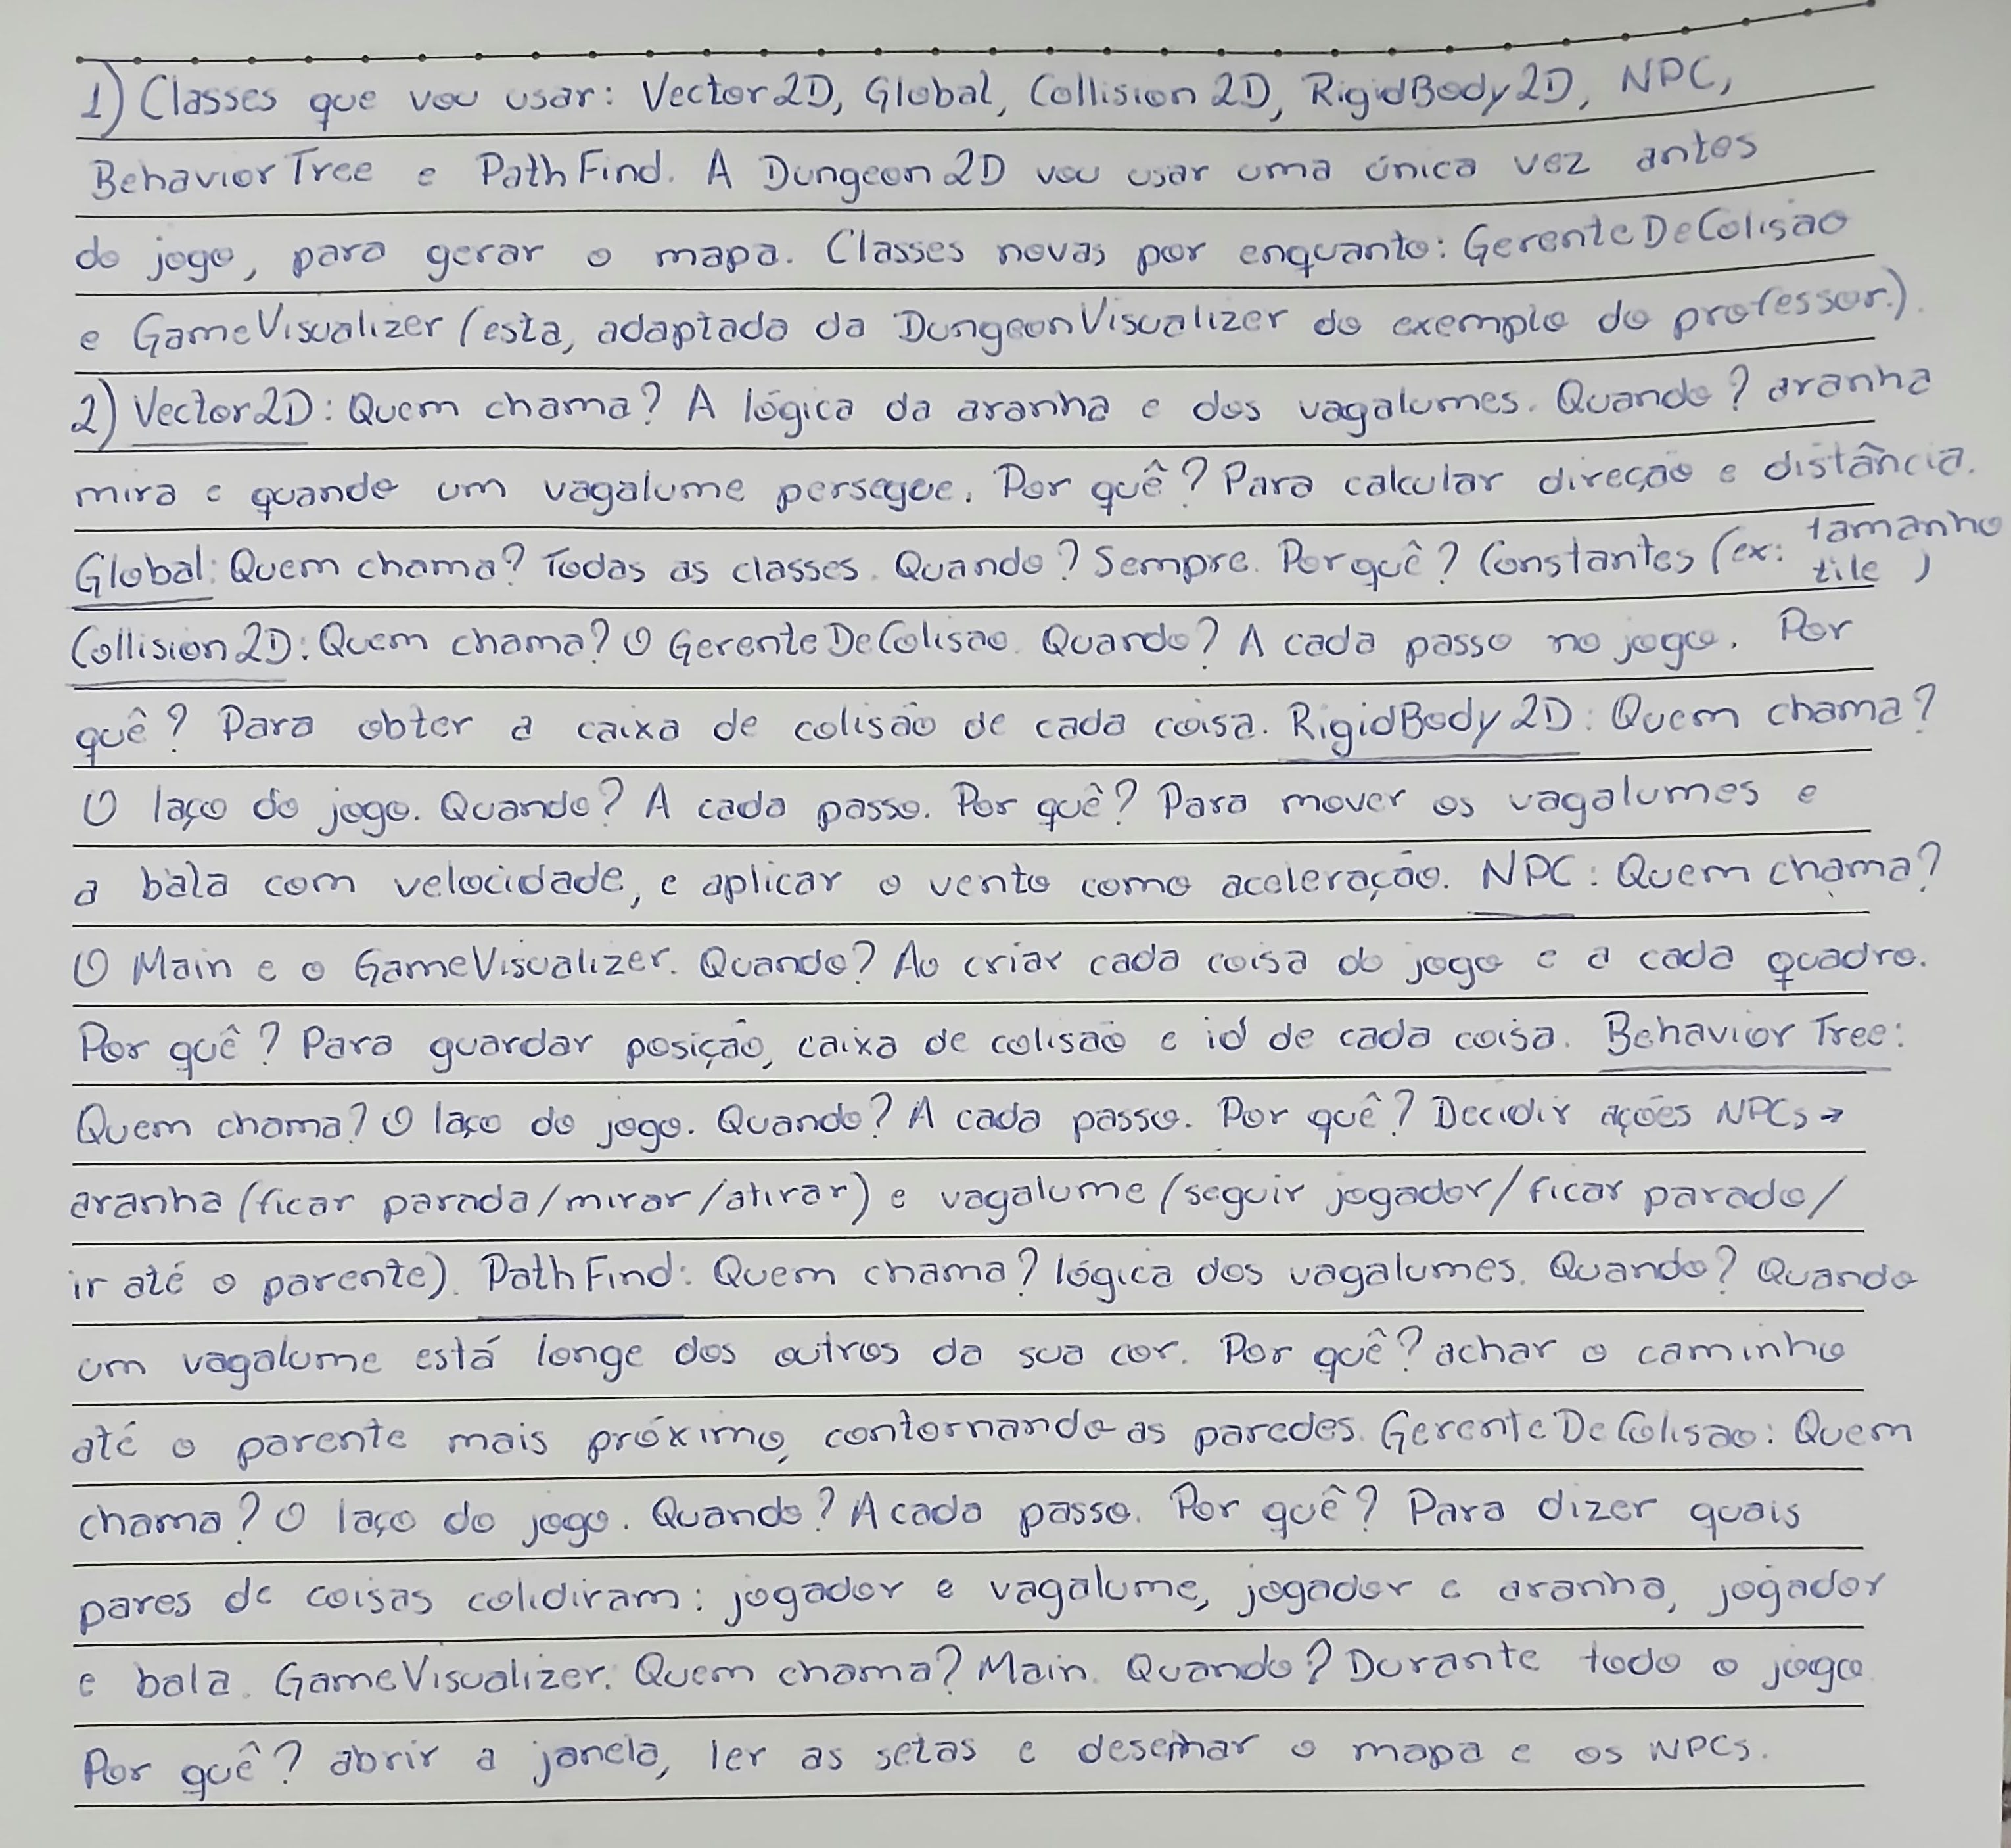 1) Classes que vou usar: Vector2D, Global, Collision2D, RigidBody2D, NPC,
BehaviorTree e PathFind. A Dungeon2D vou usar uma única vez antes
do jogo, para gerar o mapa. Classes novas por enquanto: GerenteDeColisao
e GameVisualizer (esta, adaptada da DungeonVisualizer do exemplo do professor.).
2) Vector2D: Quem chama? A lógica da aranha e dos vagalumes. Quando? aranha
mira e quando um vagalume persegue. Por quê? Para calcular direção e distância.
Global: Quem chama? Todas as classes. Quando? Sempre. Por quê? Constantes (ex: tamanho
tile )
Collision2D: Quem chama? O GerenteDeColisao. Quando? A cada passo no jogo. Por
quê? Para obter a caixa de colisão de cada coisa. RigidBody2D: Quem chama?
O laço do jogo. Quando? A cada passo. Por quê? Para mover os vagalumes e
a bala com velocidade, e aplicar o vento como aceleração. NPC: Quem chama?
O Main e o GameVisualizer. Quando? Ao criar cada coisa do jogo e a cada quadro.
Por quê? Para guardar posição, caixa de colisão e id de cada coisa. Behavior Tree:
Quem chama? O laço do jogo. Quando? A cada passo. Por quê? Decidir ações NPCs →
aranha (ficar parada/mirar/atirar) e vagalume (seguir jogador/ficar parado/
ir até o parente). PathFind: Quem chama? lógica dos vagalumes. Quando? Quando
um vagalume está longe dos outros da sua cor. Por quê? achar o caminho
até o parente mais próximo, contornando as paredes. GerenteDeColisao: Quem
chama? O laço do jogo. Quando? A cada passo. Por quê? Para dizer quais
pares de coisas colidiram: jogador e vagalume, jogador e aranha, jogador
e bala. GameVisualizer: Quem chama? Main. Quando? Durante todo o jogo
Por quê? abrir a janela, ler as setas e desenhar o mapa e os NPCs.